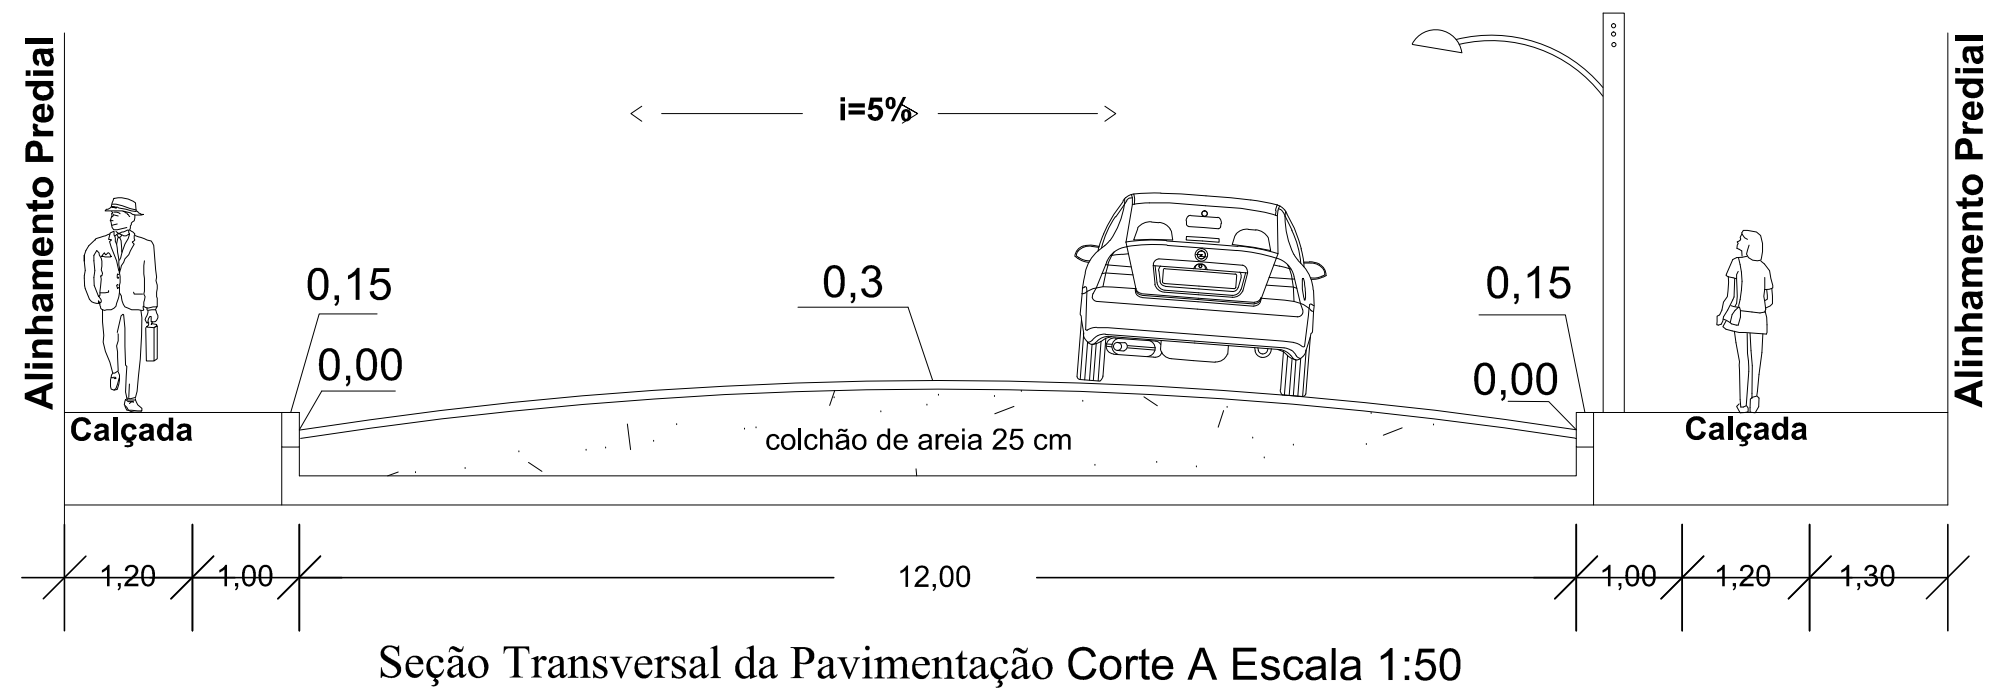 Alinhamento Predial
i=5%
Alinhamento Predial
0,15
0,3
0,15
0,00
0,00
Calçada
colchão de areia 25 cm
Calçada
1,20
1,00
12,00
1,00
1,20
1,30
Seção Transversal da Pavimentação Corte A Escala 1:50